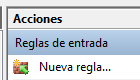 Acciones
Reglas de entrada
Nueva regla...